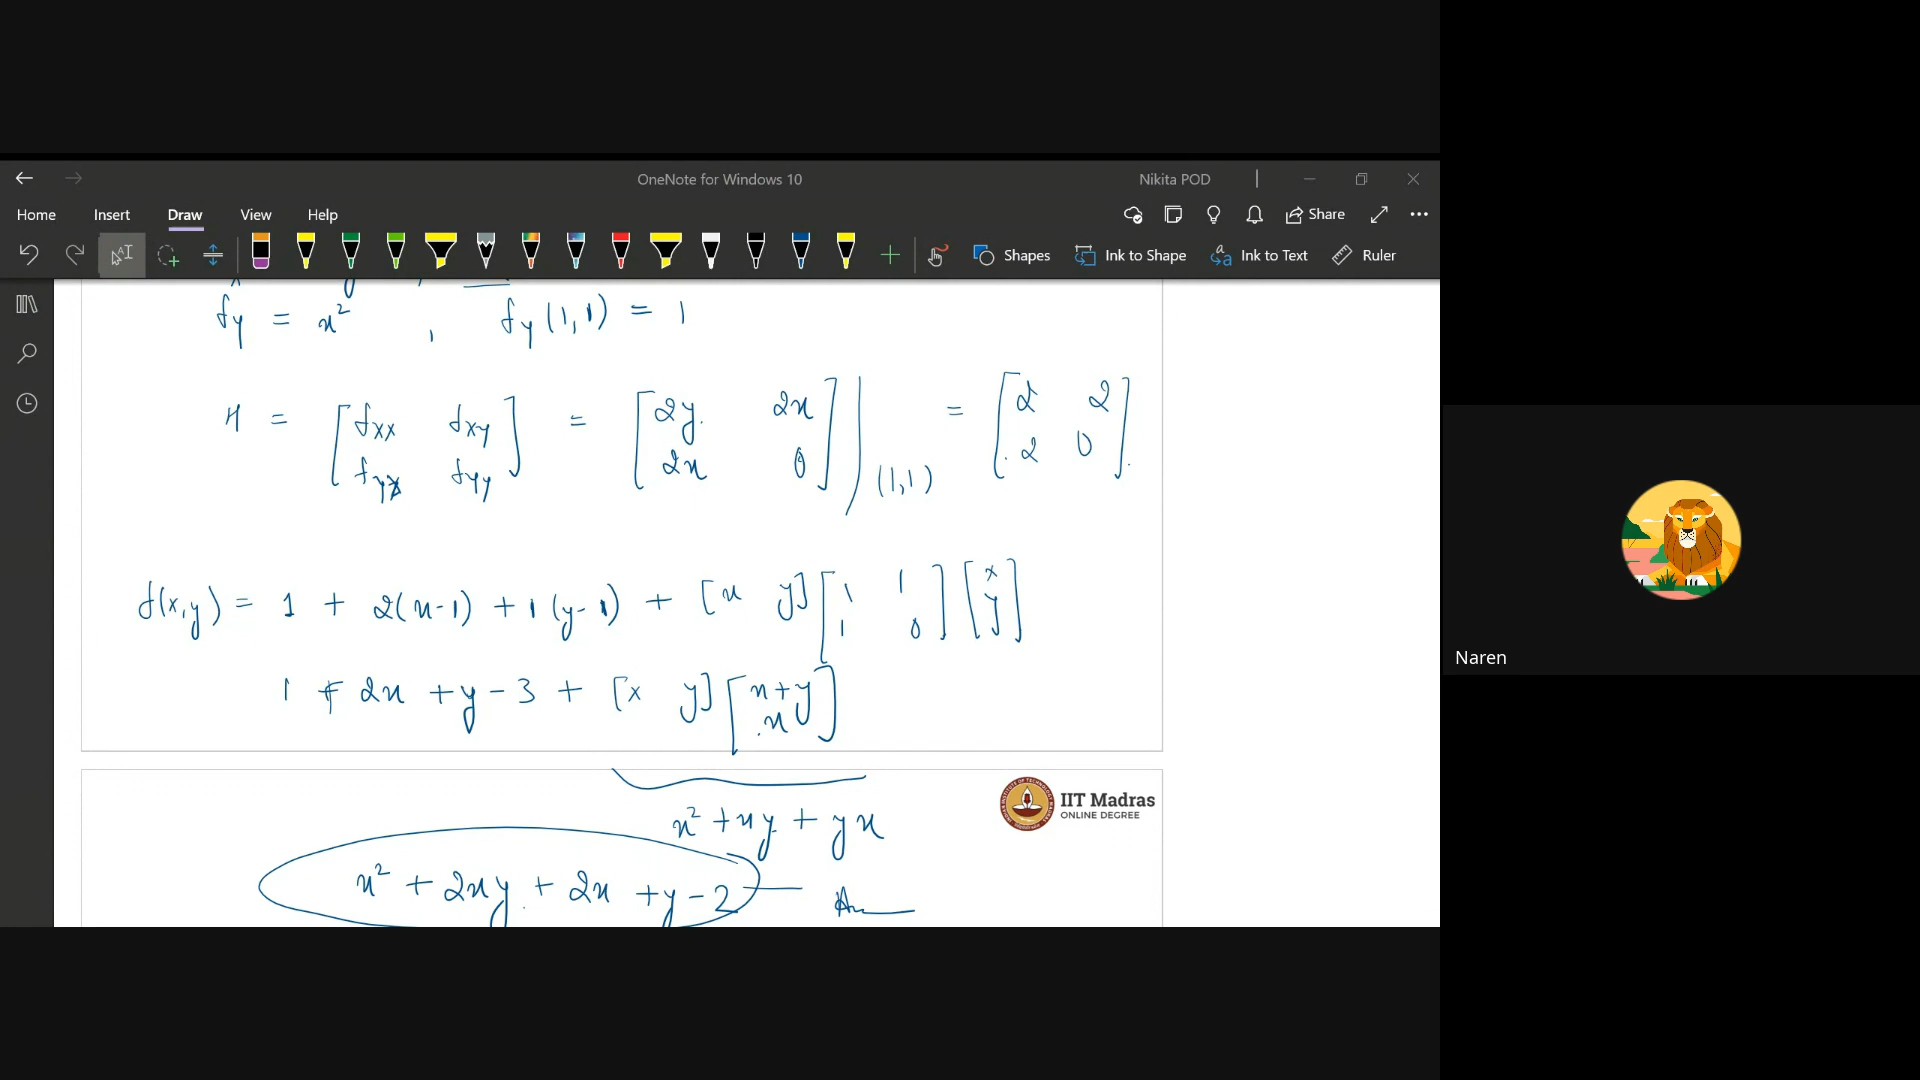 OneNote for Windows 10
Nikita POD
Home Insert Draw View Help
Share
Shapes Ink to Shape Ink to Text Ruler
fy = x² , fy (1,1) = 1
H = [fxx fxy fyx fyy] = [2y 2x 2x 0] (1,1) = [2 2 2 0]
f(x,y) = 1 + 2(x-1) + 1(y-1) + [x y] [1 1 1 0] [x y]
1 + 2x + y - 3 + [x y] [x+y x]
x² + xy + yx
IIT Madras
ONLINE DEGREE
x² + 2xy + 2x + y - 2
Naren